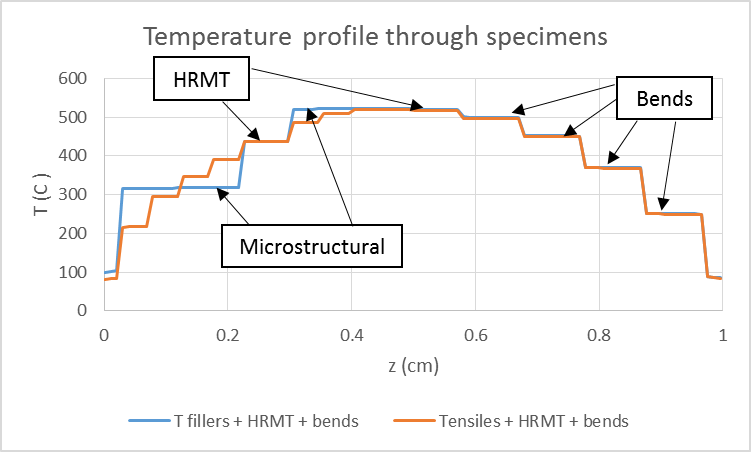 Temperature profile through specimens
HRMT
Bends
Microstructural
T (C )
600
500
400
300
200
100
0
0 0.2 0.4 0.6 0.8 1
z (cm)
T fillers + HRMT + bends Tensiles + HRMT + bends